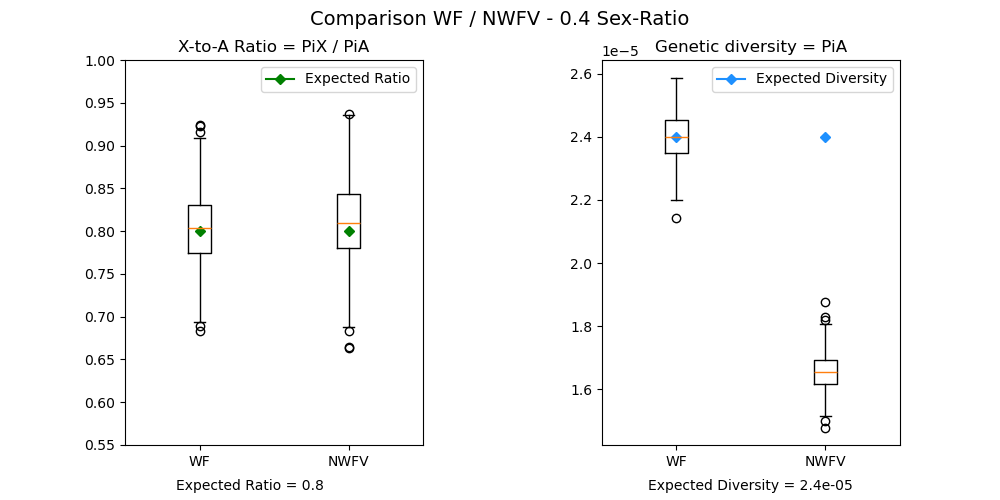 Comparison WF / NWFV - 0.4 Sex-Ratio
X-to-A Ratio = PiX / PiA
Expected Ratio
1.00
0.95
0.90
0.85
0.80
0.75
0.70
0.65
0.60
0.55
WF NWFV
Expected Ratio = 0.8
1e−5
Genetic diversity = PiA
Expected Diversity
2.6
2.4
2.2
2.0
1.8
1.6
WF NWFV
Expected Diversity = 2.4e-05